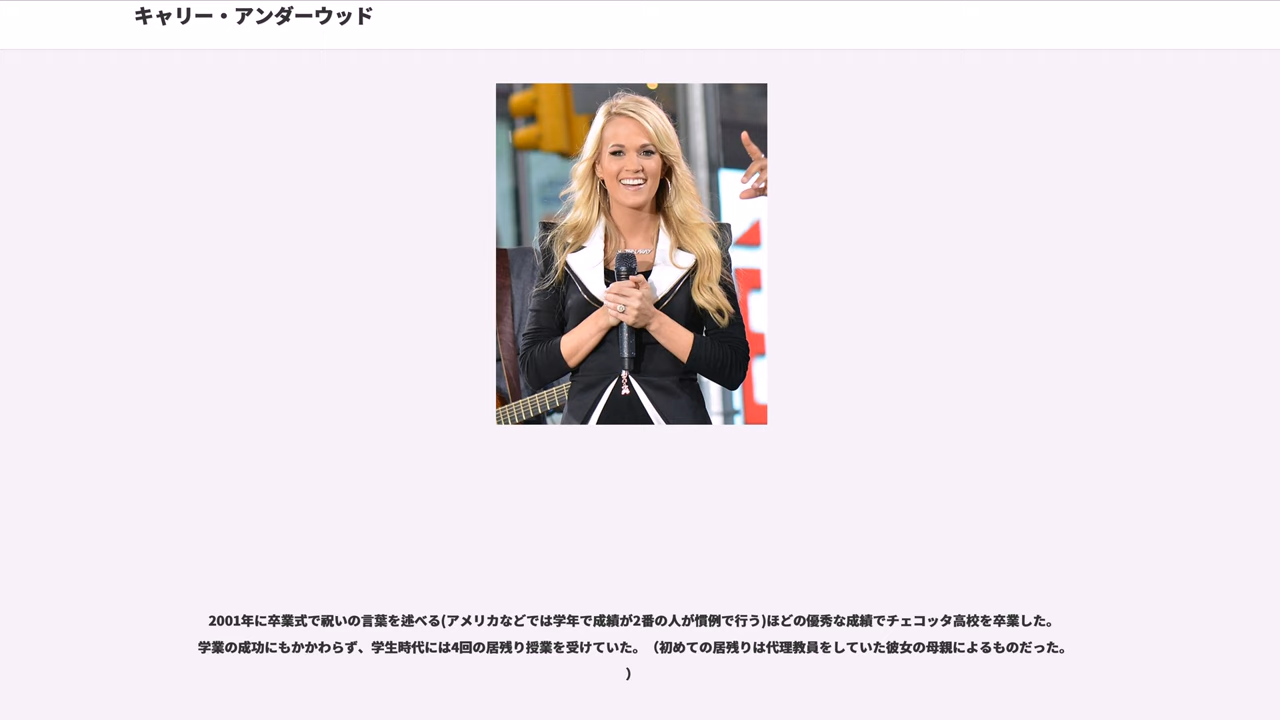 キャリー・アンダーウッド
2001年に卒業式で祝いの言葉を述べる(アメリカなどでは学年で成績が2番の人が慣例で行う)ほどの優秀な成績でチェコッタ高校を卒業した。
学業の成功にもかかわらず、学生時代には4回の居残り授業を受けていた。（初めての居残りは代理教員をしていた彼女の母親によるものだった。
）